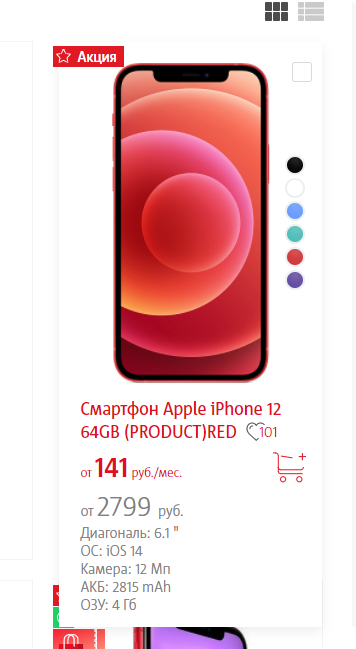 Акция
Смартфон Apple iPhone 12
64GB (PRODUCT)RED 101
от 141 руб./мес.
от 2799 руб.
Диагональ: 6.1 "
ОС: iOS 14
Камера: 12 Мп
АКБ: 2815 mAh
ОЗУ: 4 Гб